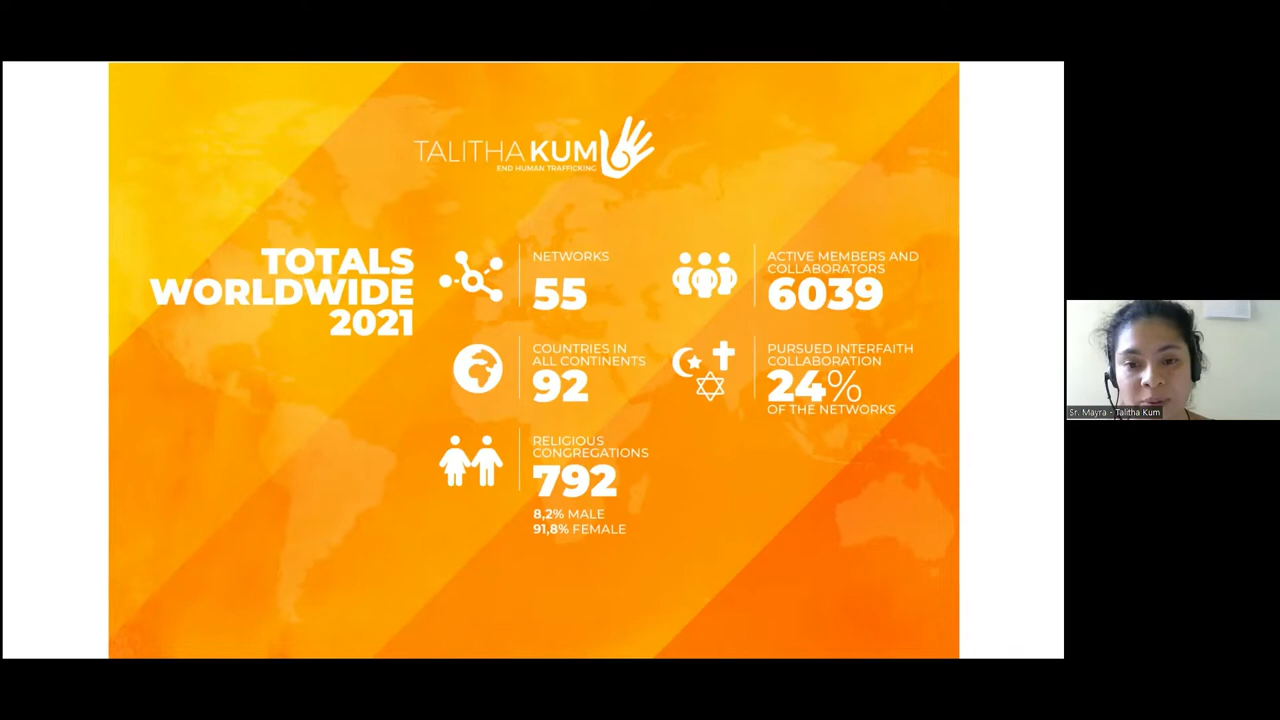 TALITHA KUM
END HUMAN TRAFFICKING
TOTALS
WORLDWIDE
2021
NETWORKS
55
COUNTRIES IN
ALL CONTINENTS
92
RELIGIOUS
CONGREGATIONS
792
8,2% MALE
91,8% FEMALE
ACTIVE MEMBERS AND
COLLABORATORS
6039
PURSUED INTERFAITH
COLLABORATION
24%
OF THE NETWORKS
Sr. Mayra - Talitha Kum